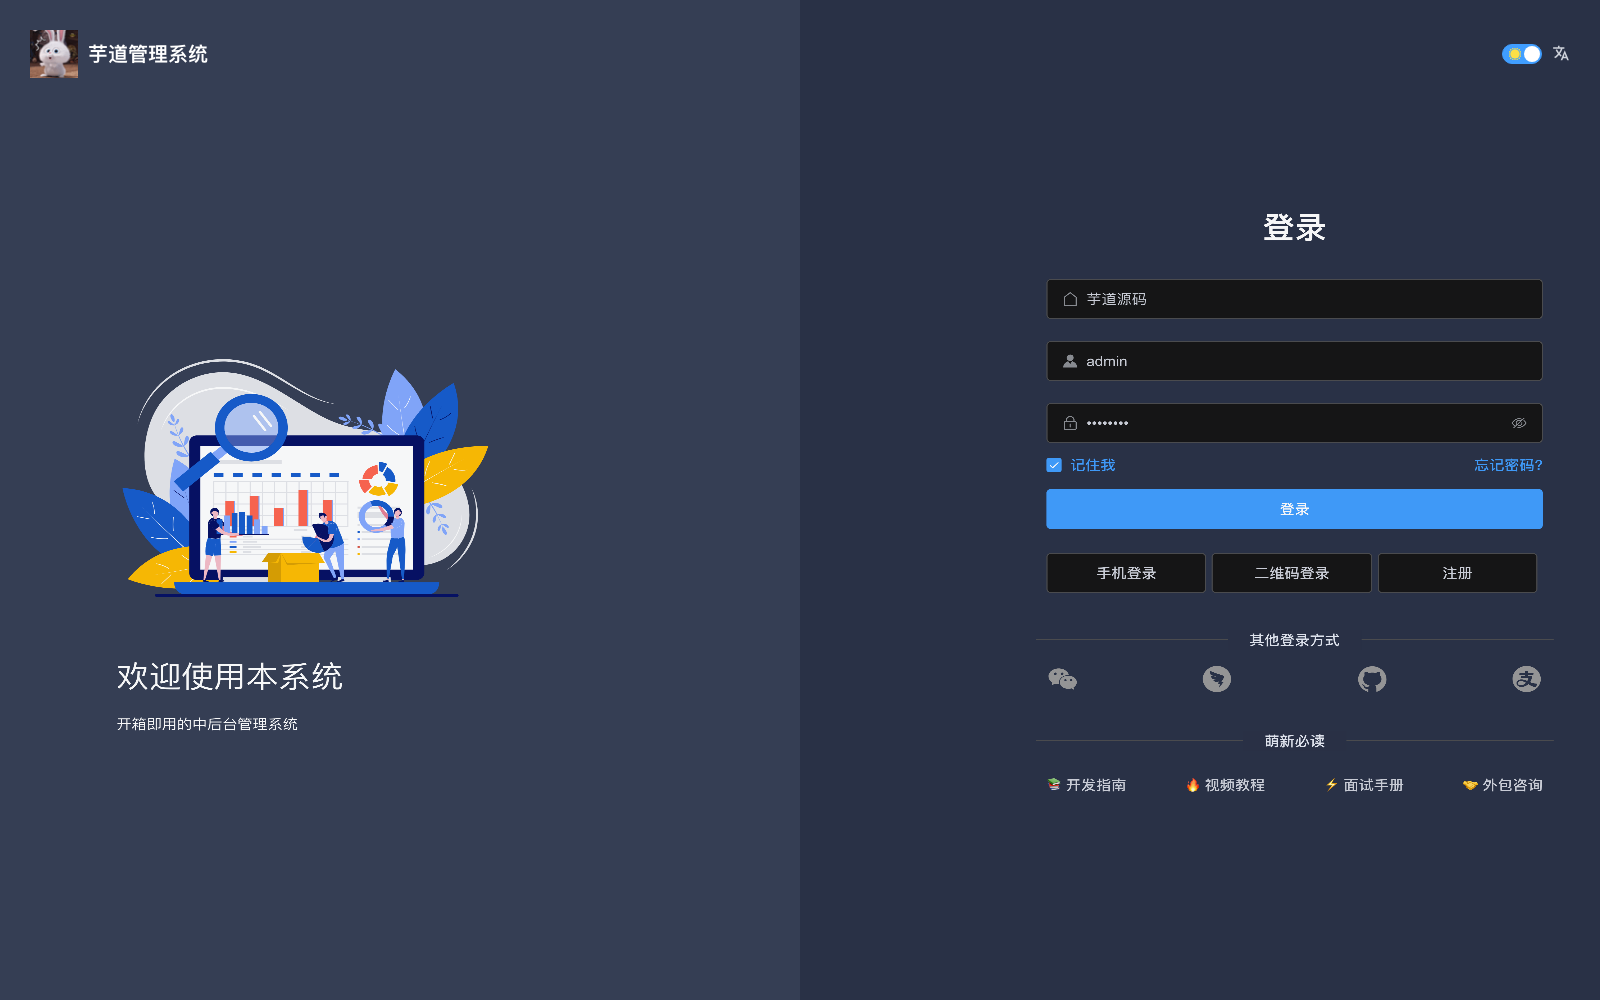 芋道管理系统
欢迎使用本系统
开箱即用的中后台管理系统
登录
芋道源码
admin
••••••••
记住我 忘记密码?
登录
手机登录 二维码登录 注册
其他登录方式
支
萌新必读
开发指南 视频教程 面试手册 外包咨询